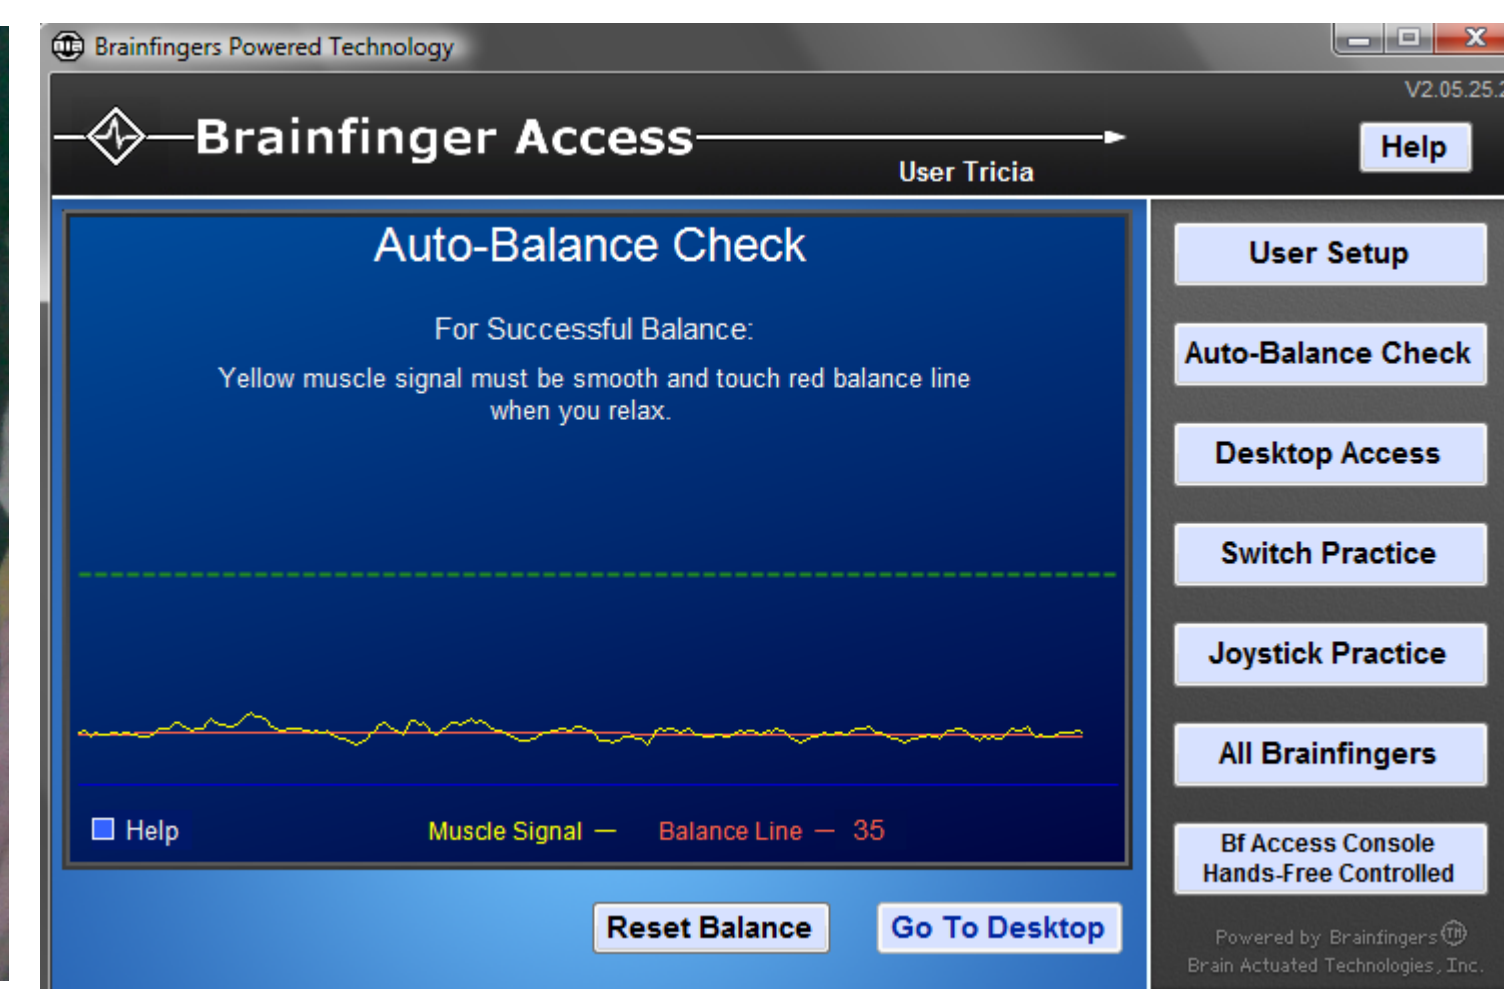 Brainfingers Powered Technology
V2.05.25.2
Brainfinger Access
User Tricia
Help
Auto-Balance Check
For Successful Balance:
Yellow muscle signal must be smooth and touch red balance line
when you relax.
Help
Muscle Signal — Balance Line — 35
Reset Balance
Go To Desktop
User Setup
Auto-Balance Check
Desktop Access
Switch Practice
Joystick Practice
All Brainfingers
Bf Access Console
Hands-Free Controlled
Powered by Brainfingers TM
Brain Actuated Technologies, Inc.